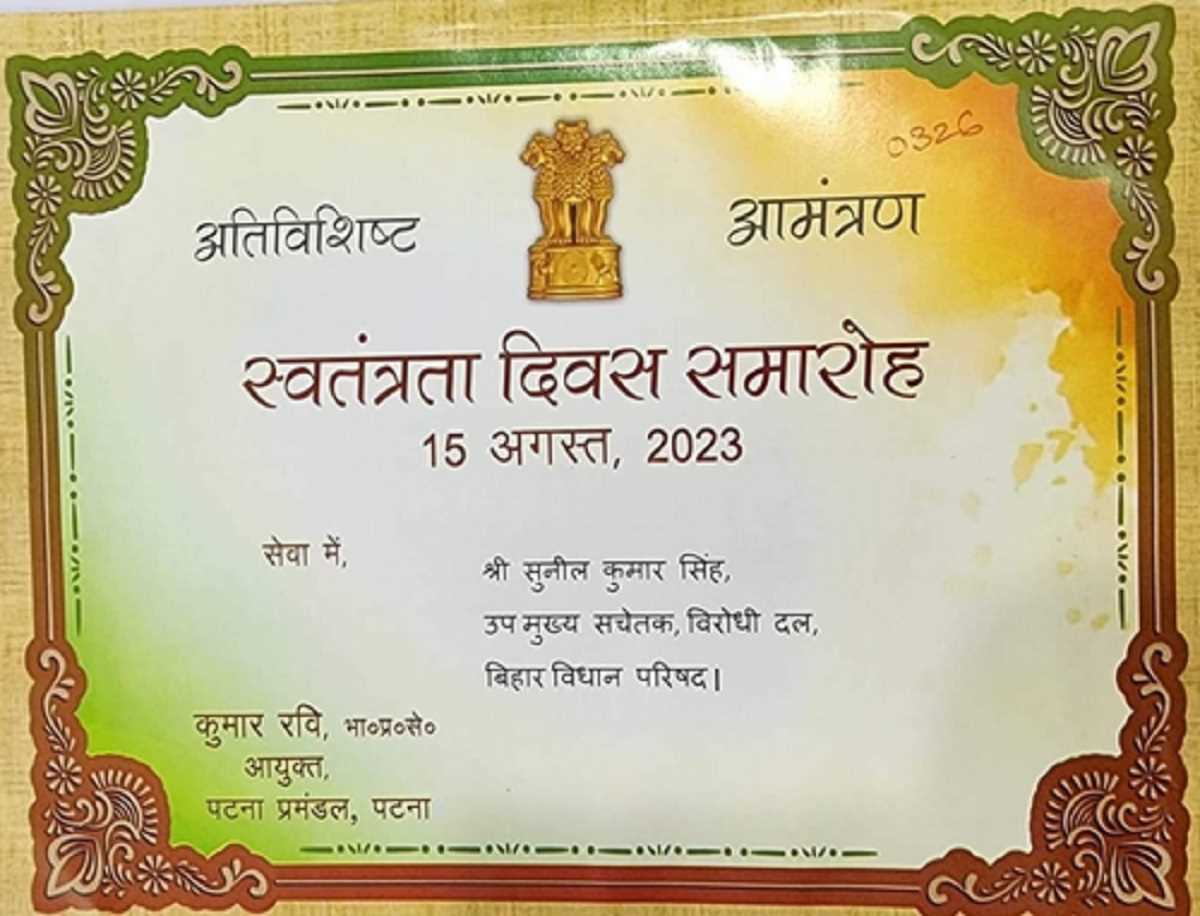 0326
अतिविशिष्ट आमंत्रण
स्वतंत्रता दिवस समारोह
15 अगस्त, 2023
सेवा में,
श्री सुनील कुमार सिंह,
उप मुख्य सचेतक, विरोधी दल,
बिहार विधान परिषद।
कुमार रवि, भा०प्र०से०
आयुक्त,
पटना प्रमंडल, पटना